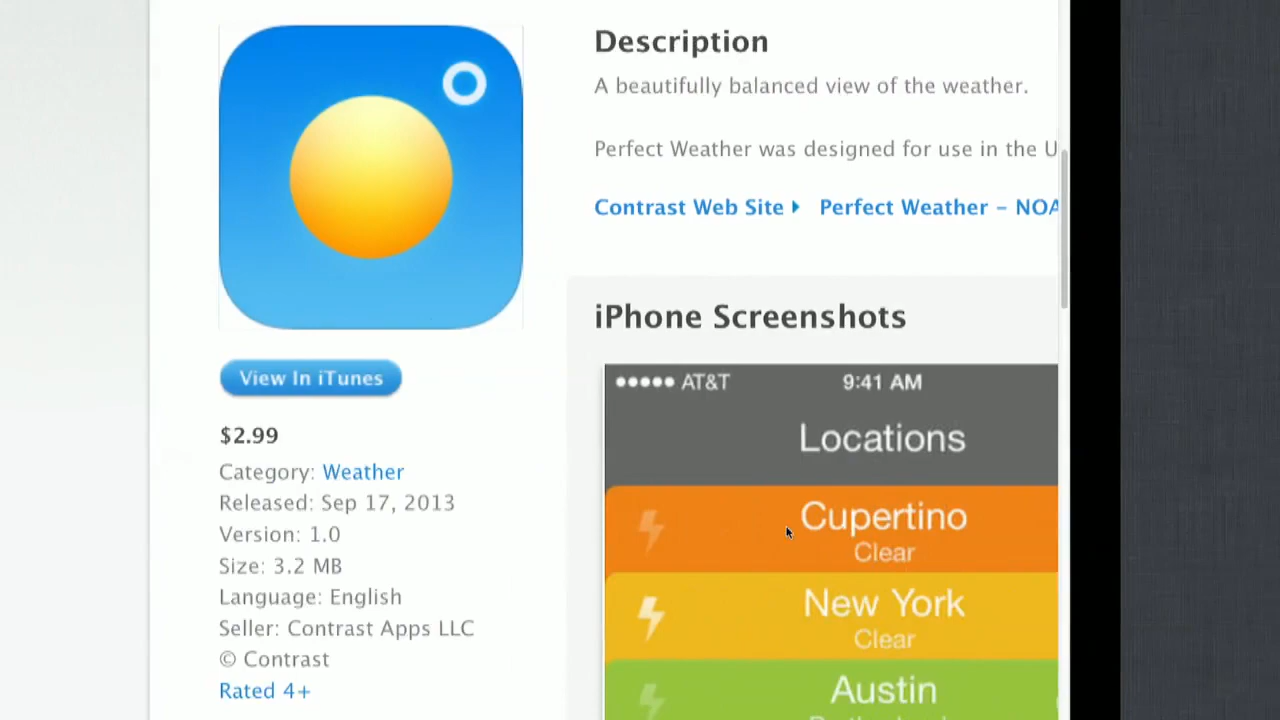 Description
A beautifully balanced view of the weather.
Perfect Weather was designed for use in the U
Contrast Web Site
Perfect Weather – NOA
View In iTunes
$2.99
Category: Weather
Released: Sep 17, 2013
Version: 1.0
Size: 3.2 MB
Language: English
Seller: Contrast Apps LLC
© Contrast
Rated 4+
iPhone Screenshots
AT&T 9:41 AM
Locations
Cupertino
Clear
New York
Clear
Austin